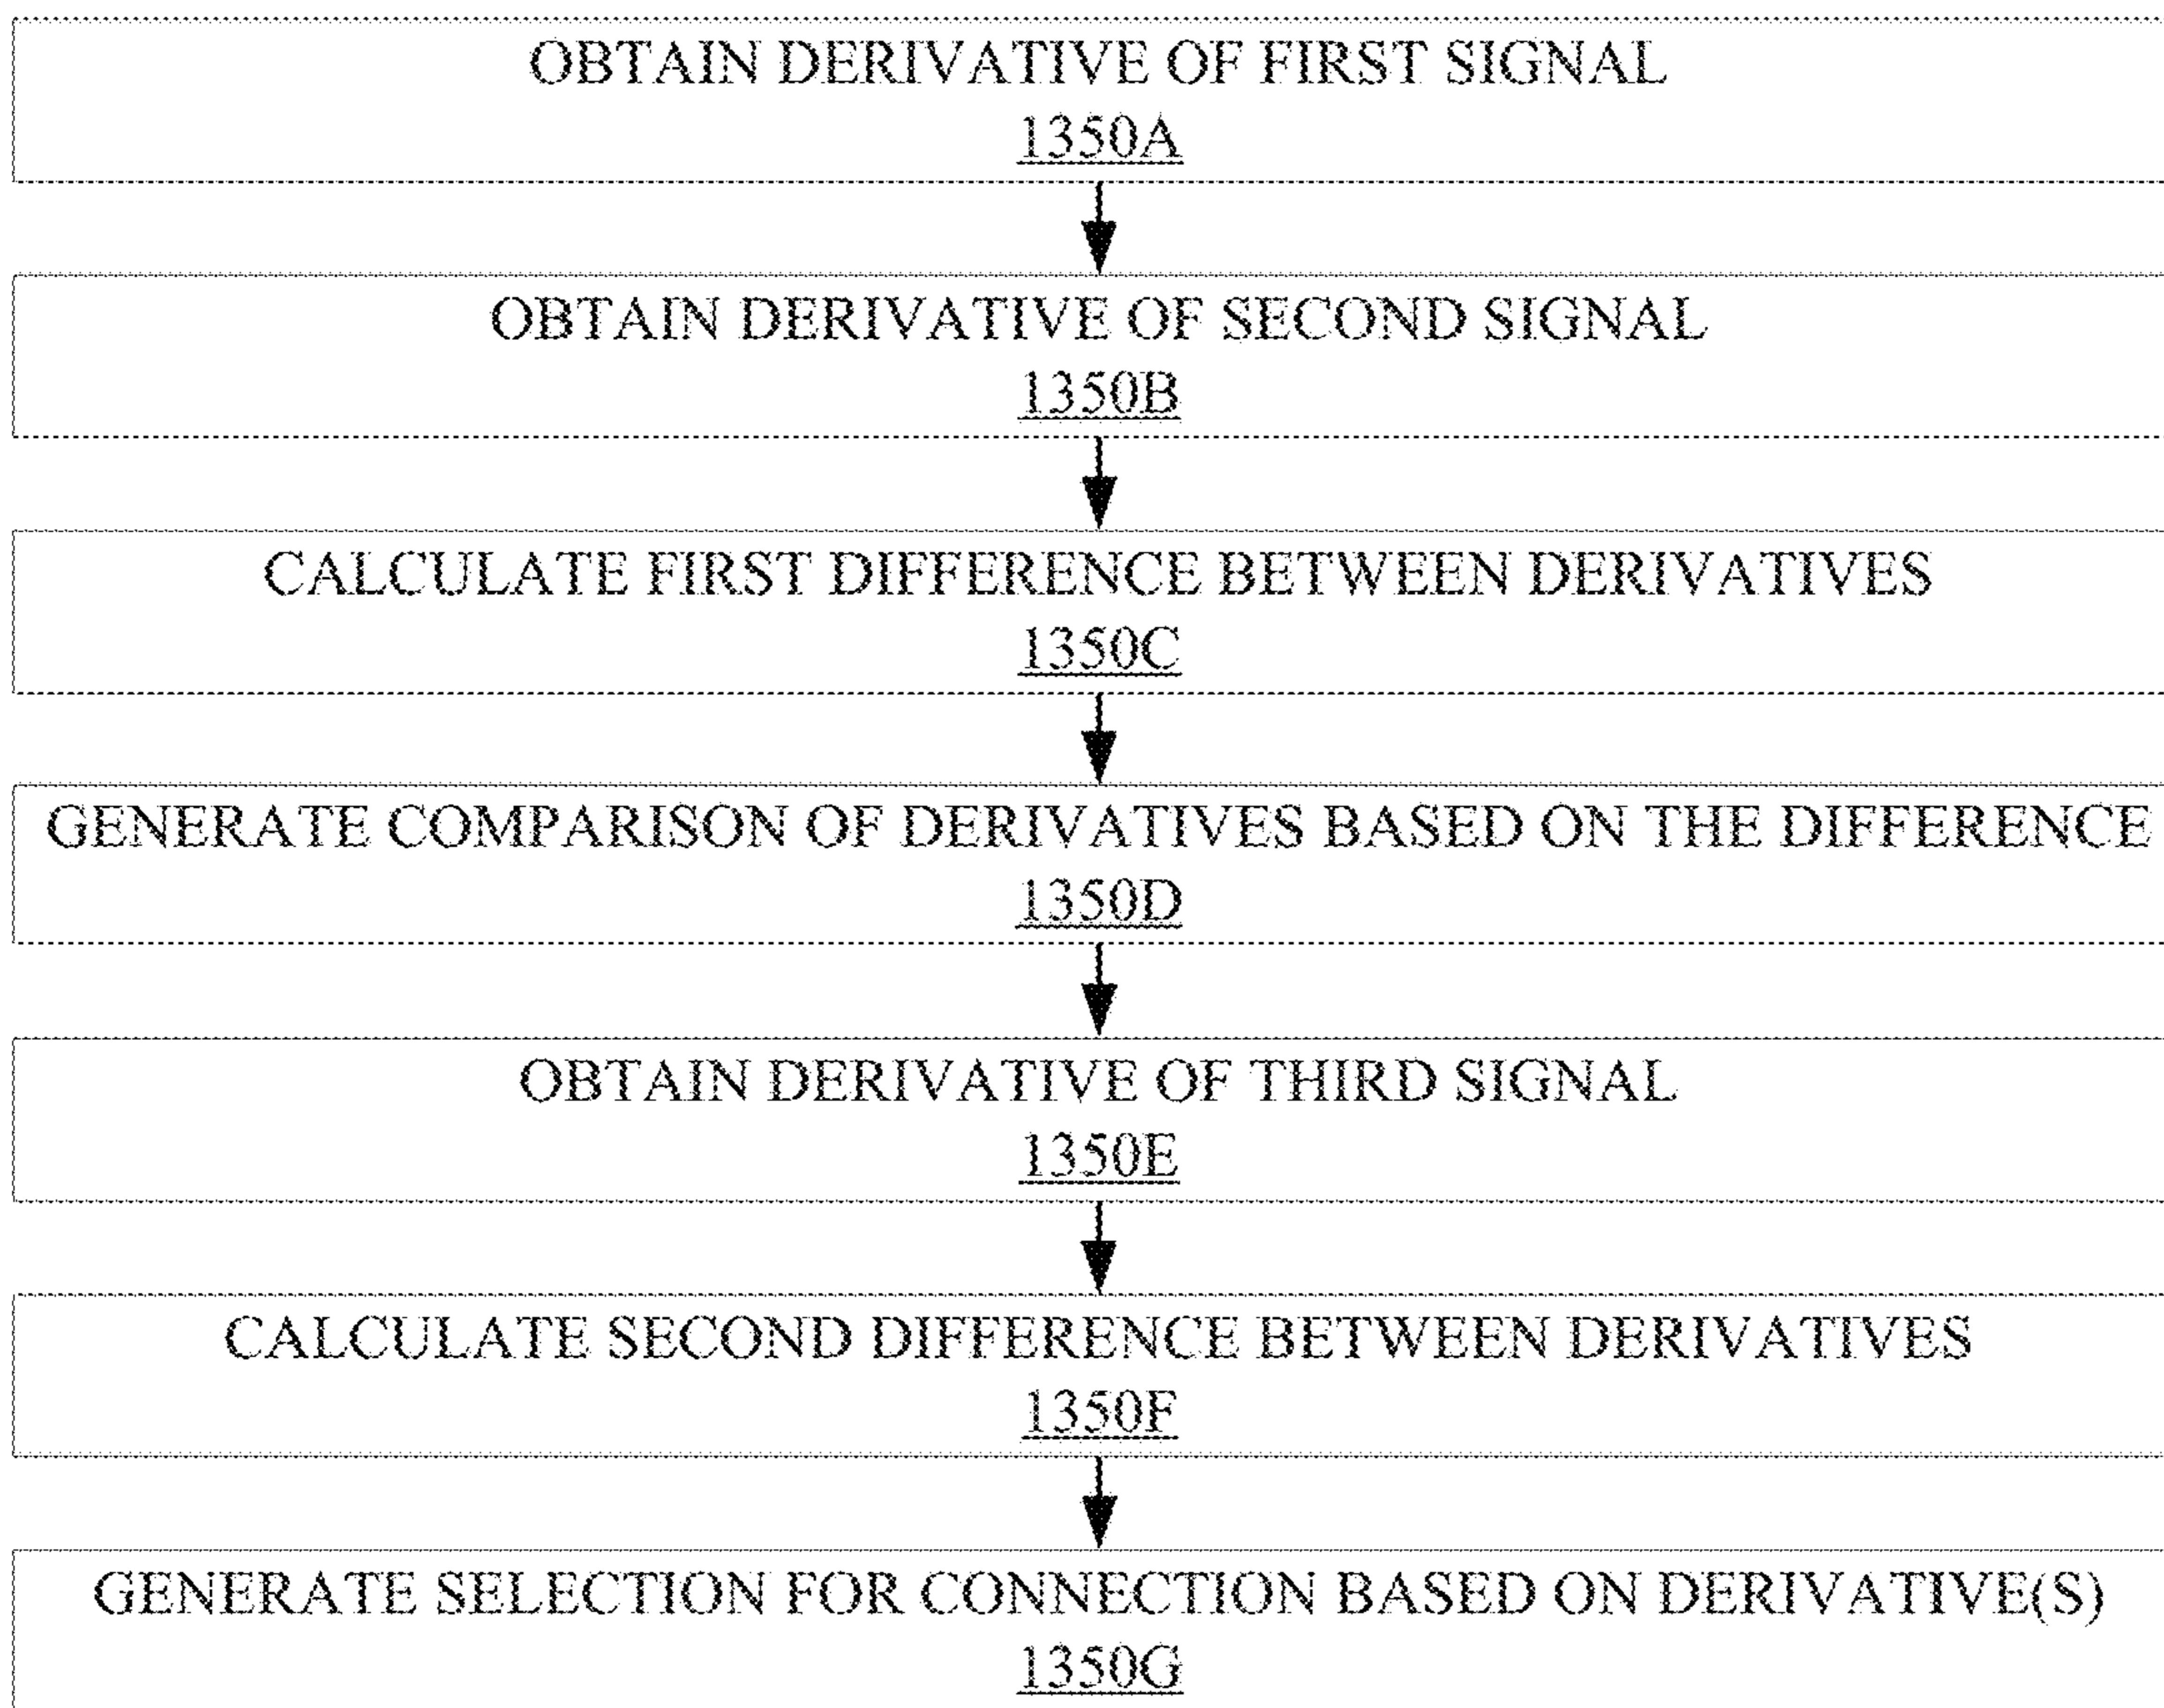 OBTAIN DERIVATIVE OF FIRST SIGNAL
1350A
OBTAIN DERIVATIVE OF SECOND SIGNAL
1350B
CALCULATE FIRST DIFFERENCE BETWEEN DERIVATIVES
1350C
GENERATE COMPARISON OF DERIVATIVES BASED ON THE DIFFERENCE
1350D
OBTAIN DERIVATIVE OF THIRD SIGNAL
1350E
CALCULATE SECOND DIFFERENCE BETWEEN DERIVATIVES
1350F
GENERATE SELECTION FOR CONNECTION BASED ON DERIVATIVE(S)
1350G